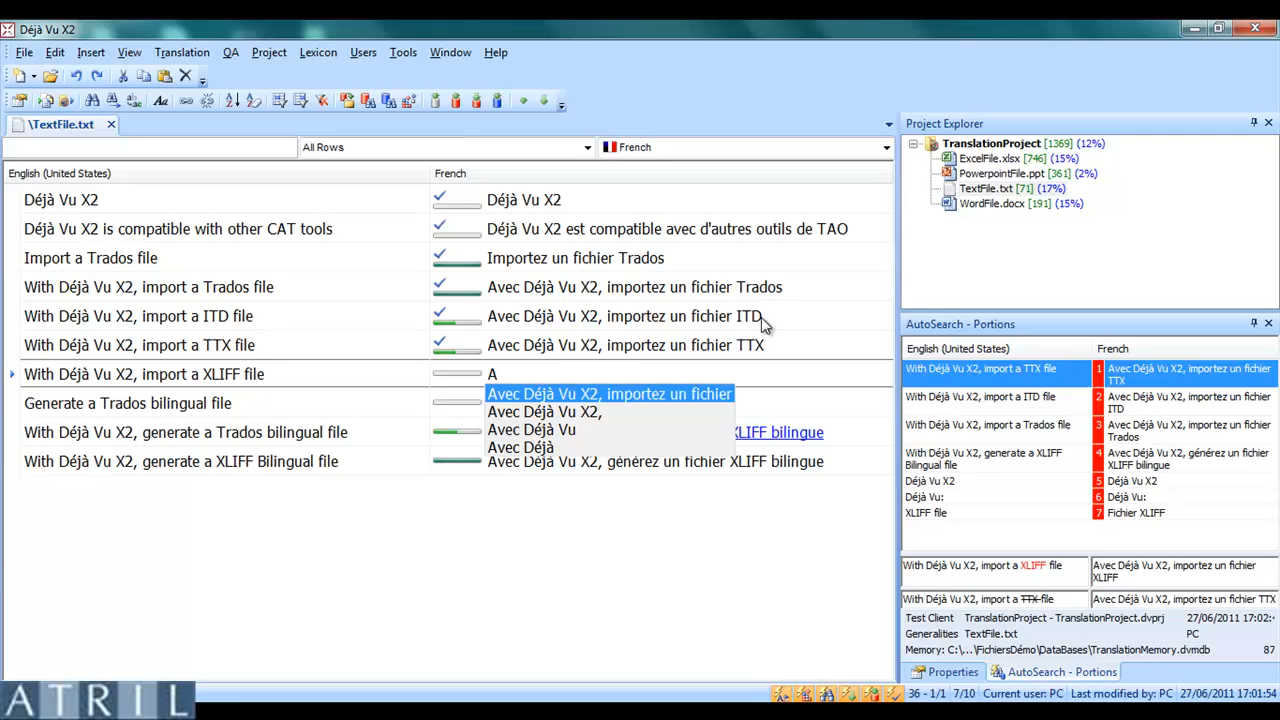 Déjà Vu X2
File Edit Insert View Translation QA Project Lexicon Users Tools Window Help
\TextFile.txt
All Rows French
English (United States) French
Déjà Vu X2 Déjà Vu X2
Déjà Vu X2 is compatible with other CAT tools Déjà Vu X2 est compatible avec d'autres outils de TAO
Import a Trados file Importez un fichier Trados
With Déjà Vu X2, import a Trados file Avec Déjà Vu X2, importez un fichier Trados
With Déjà Vu X2, import a ITD file Avec Déjà Vu X2, importez un fichier ITD
With Déjà Vu X2, import a TTX file Avec Déjà Vu X2, importez un fichier TTX
With Déjà Vu X2, import a XLIFF file A
Avec Déjà Vu X2, importez un fichier
Generate a Trados bilingual file Avec Déjà Vu X2,
With Déjà Vu X2, generate a Trados bilingual file Avec Déjà Vu XLIFF bilingue
Avec Déjà
With Déjà Vu X2, generate a XLIFF Bilingual file Avec Déjà Vu X2, générez un fichier XLIFF bilingue
Project Explorer
TranslationProject [1369] (12%)
ExcelFile.xlsx [746] (15%)
PowerpointFile.ppt [361] (2%)
TextFile.txt [71] (17%)
WordFile.docx [191] (15%)
AutoSearch - Portions
English (United States) French
With Déjà Vu X2, import a TTX file 1 Avec Déjà Vu X2, importez un fichier
TTX
With Déjà Vu X2, import a ITD file 2 Avec Déjà Vu X2, importez un fichier
ITD
With Déjà Vu X2, import a Trados file 3 Avec Déjà Vu X2, importez un fichier
Trados
With Déjà Vu X2, generate a XLIFF 4 Avec Déjà Vu X2, générez un fichier
Bilingual file XLIFF bilingue
Déjà Vu X2 5 Déjà Vu X2
Déjà Vu: 6 Déjà Vu:
XLIFF file 7 Fichier XLIFF
With Déjà Vu X2, import a XLIFF file Avec Déjà Vu X2, importez un fichier
XLIFF
With Déjà Vu X2, import a TTX file Avec Déjà Vu X2, importez un fichier TTX
Test Client TranslationProject - TranslationProject.dvprj 27/06/2011 17:02:4
Generalities TextFile.txt PC
Memory: C:\...\FichiersDémo\DataBases\TranslationMemory.dvmdb 87
Properties AutoSearch - Portions
36 - 1/1 7/10 Current user: PC Last modified by: PC 27/06/2011 17:01:54
ATRIL